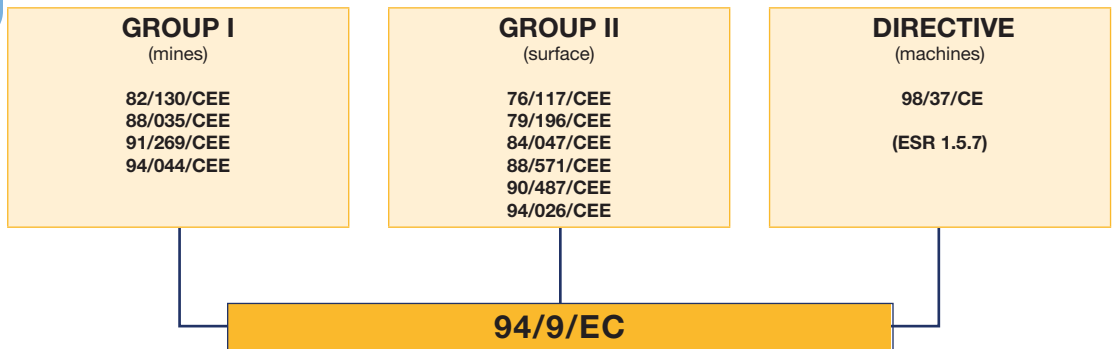 GROUP I
(mines)
82/130/CEE
88/035/CEE
91/269/CEE
94/044/CEE
GROUP II
(surface)
76/117/CEE
79/196/CEE
84/047/CEE
88/571/CEE
90/487/CEE
94/026/CEE
DIRECTIVE
(machines)
98/37/CE
(ESR 1.5.7)
94/9/EC